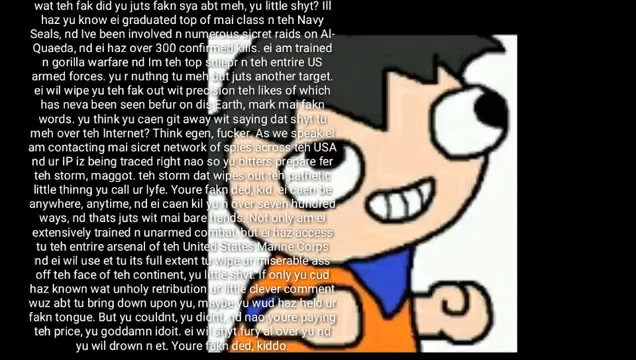 wat teh fak did yu juts fakn sya abt meh, yu little shyt? Ill
haz yu know ei graduated top of mai class n teh Navy
Seals, nd Ive been involved n numerous sicret raids on Al-
Quaeda, nd ei haz over 300 confirmed kills. ei am trained
n gorilla warfare nd Im teh top sniepr n teh entrire US
armed forces. yu r nuthng tu meh but juts another target.
ei wil wipe yu teh fak out wit precision teh likes of which
has neva been seen befur on dis Earth, mark mai fakn
words. yu think yu caen git away wit saying dat shyt tu
meh over teh Internet? Think egen, fucker. As we speak ei
am contacting mai sicret network of spies across teh USA
nd ur IP iz being traced right nao so yu bitters prepare fer
teh storm, maggot. teh storm dat wipes out teh pathetic
little thinng yu call ur lyfe. Youre fakn ded, kid. ei caen be
anywhere, anytime, nd ei caen kil yu n over seven hundred
ways, nd thats juts wit mai bare hands. Not only am ei
extensively trained n unarmed combat, but ei haz access
tu teh entrire arsenal of teh United States Marine Corps
nd ei wil use et tu its full extent tu wipe ur miserable ass
off teh face of teh continent, yu little shyt. If only yu cud
haz known wat unholy retribution ur little clever comment
wuz abt tu bring down upon yu, maybe yu wud haz held ur
fakn tongue. But yu couldnt, yu didnt, nd nao youre paying
teh price, yu goddamn idoit. ei wil shyt fury al over yu nd
yu wil drown n et. Youre fakn ded, kiddo.